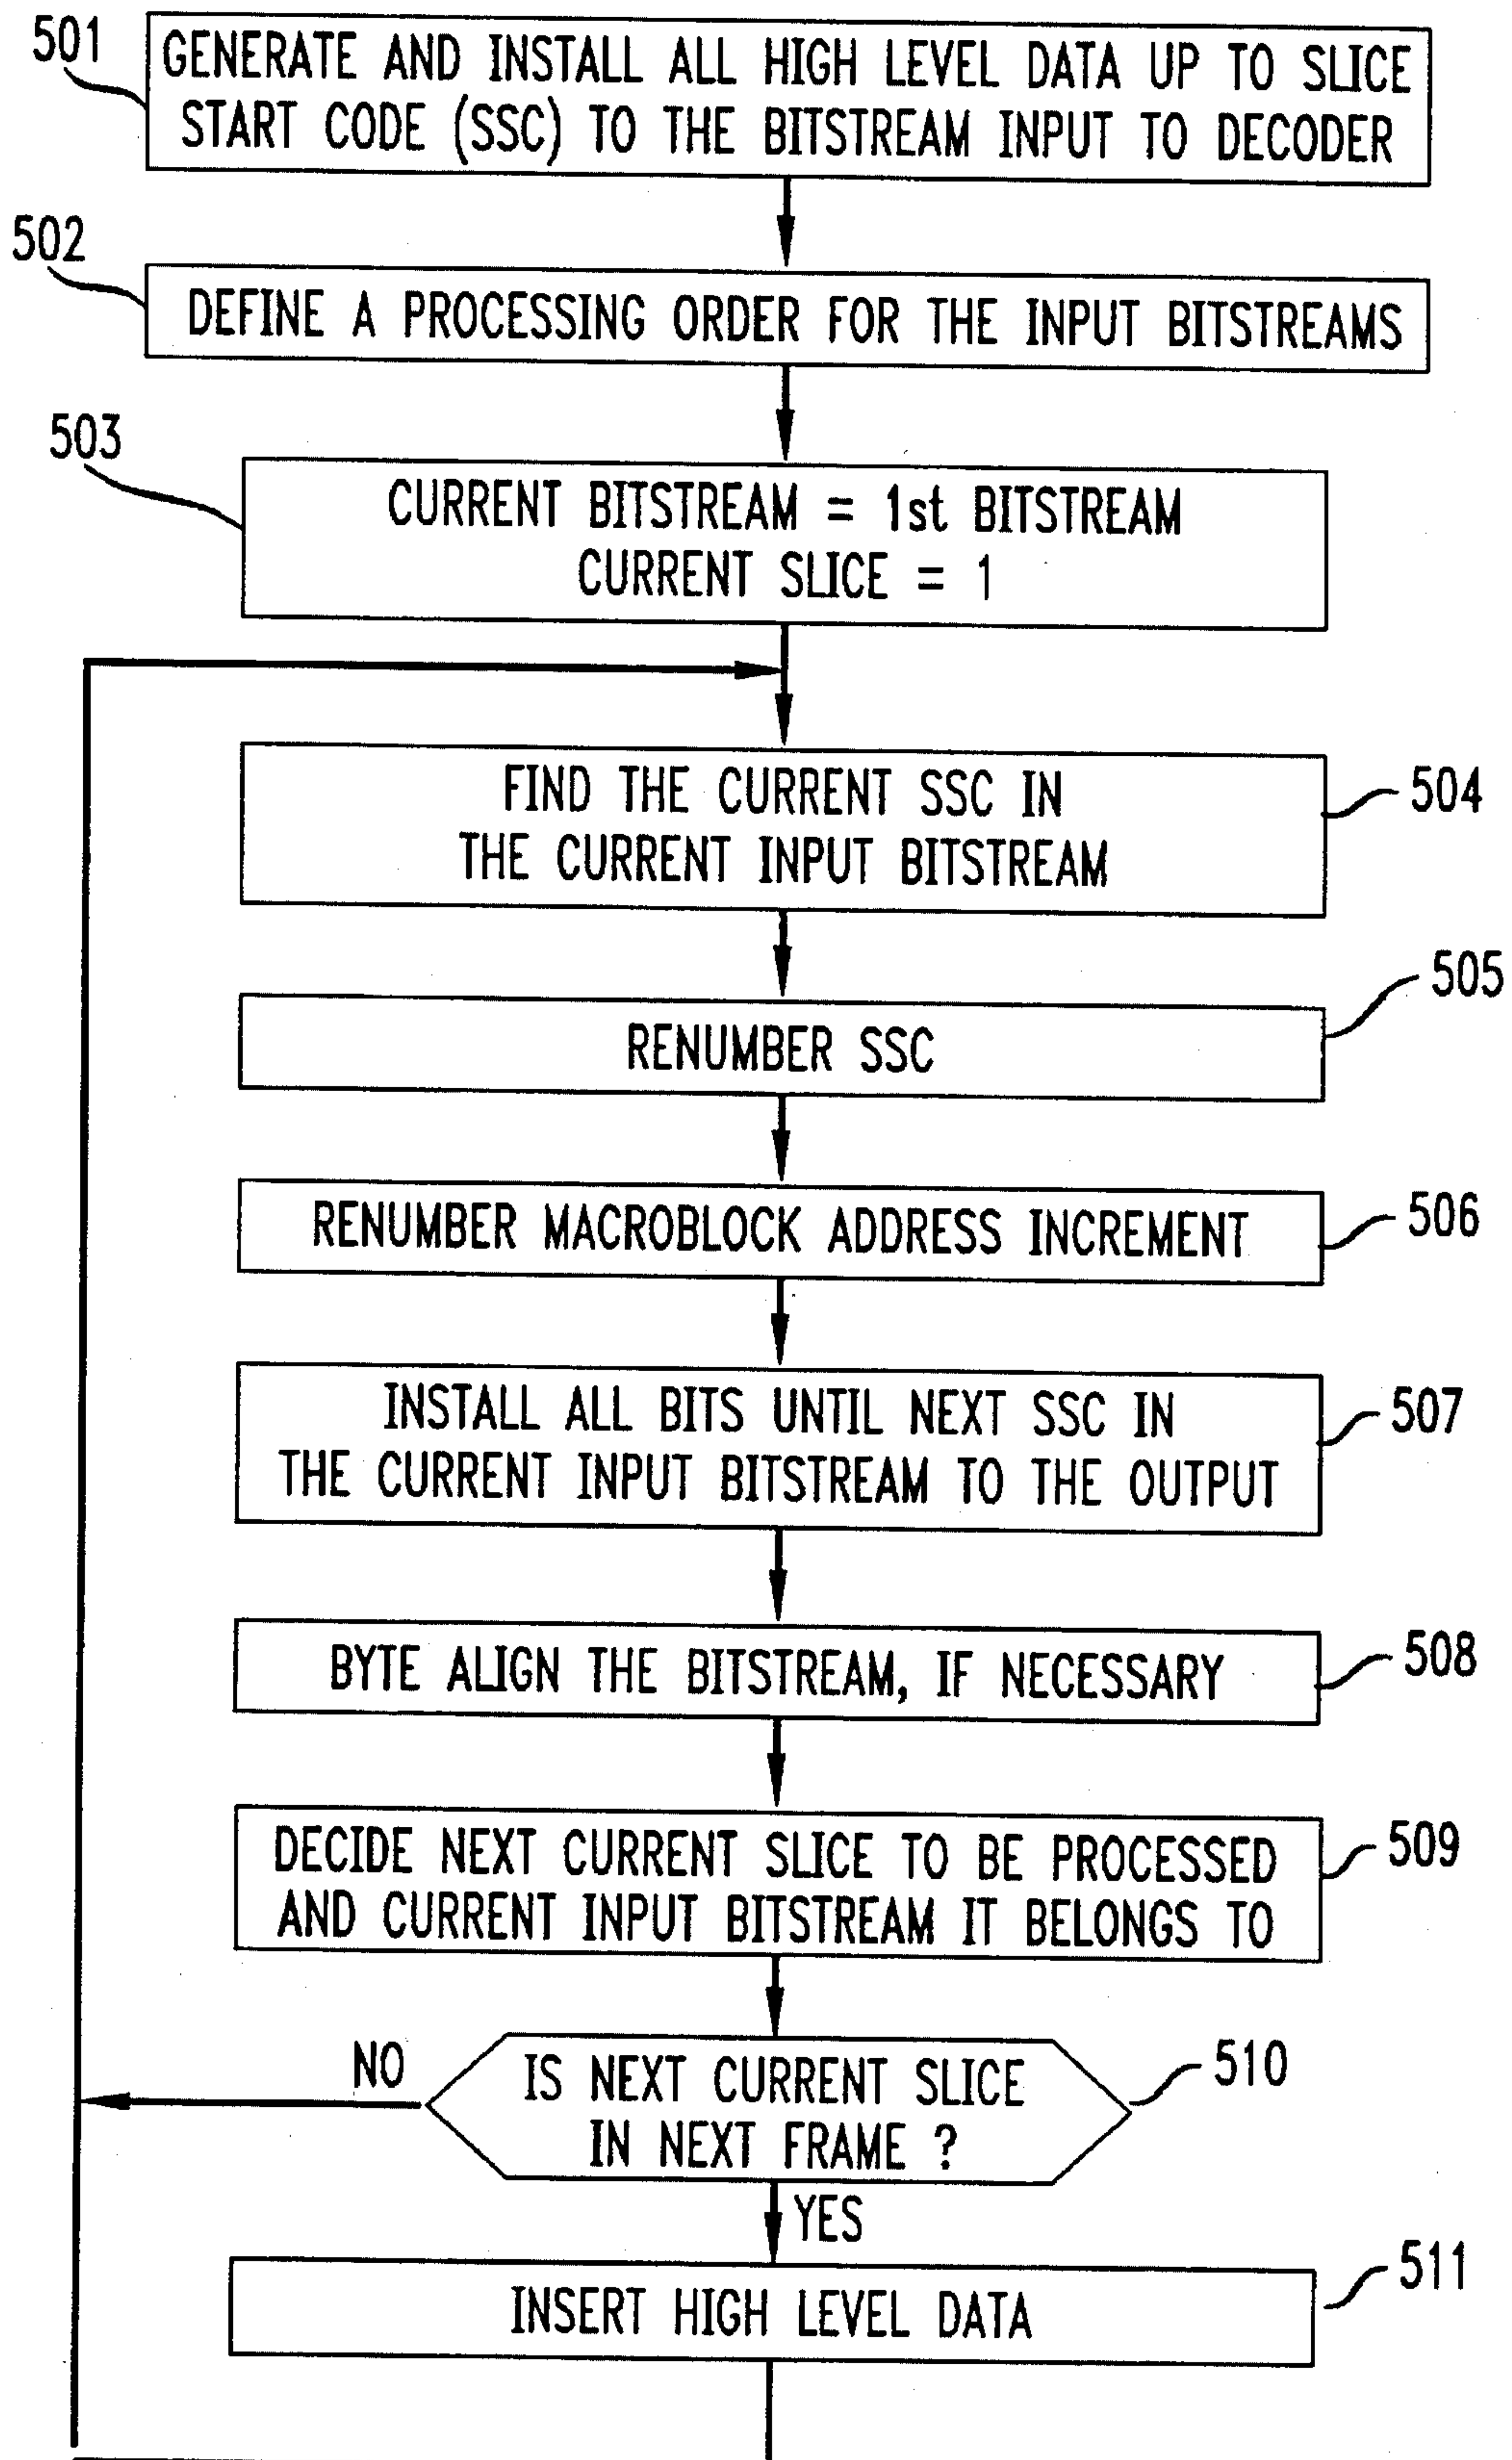 501
GENERATE AND INSTALL ALL HIGH LEVEL DATA UP TO SLICE
START CODE (SSC) TO THE BITSTREAM INPUT TO DECODER
502
DEFINE A PROCESSING ORDER FOR THE INPUT BITSTREAMS
503
CURRENT BITSTREAM = 1st BITSTREAM
CURRENT SLICE = 1
FIND THE CURRENT SSC IN
THE CURRENT INPUT BITSTREAM
504
RENUMBER SSC
505
RENUMBER MACROBLOCK ADDRESS INCREMENT
506
INSTALL ALL BITS UNTIL NEXT SSC IN
THE CURRENT INPUT BITSTREAM TO THE OUTPUT
507
BYTE ALIGN THE BITSTREAM, IF NECESSARY
508
DECIDE NEXT CURRENT SLICE TO BE PROCESSED
AND CURRENT INPUT BITSTREAM IT BELONGS TO
509
NO
IS NEXT CURRENT SLICE
IN NEXT FRAME ?
510
YES
INSERT HIGH LEVEL DATA
511